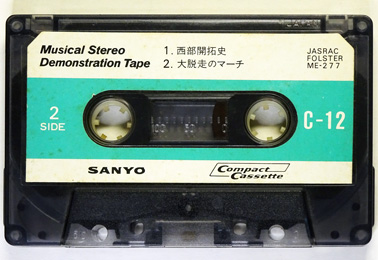 Musical Stereo
Demonstration Tape
1. 西部開拓史
2. 大脱走のマーチ
JASRAC
FOLSTER
ME-277
2
SIDE
100 50 0
C-12
SANYO
Compact
Cassette